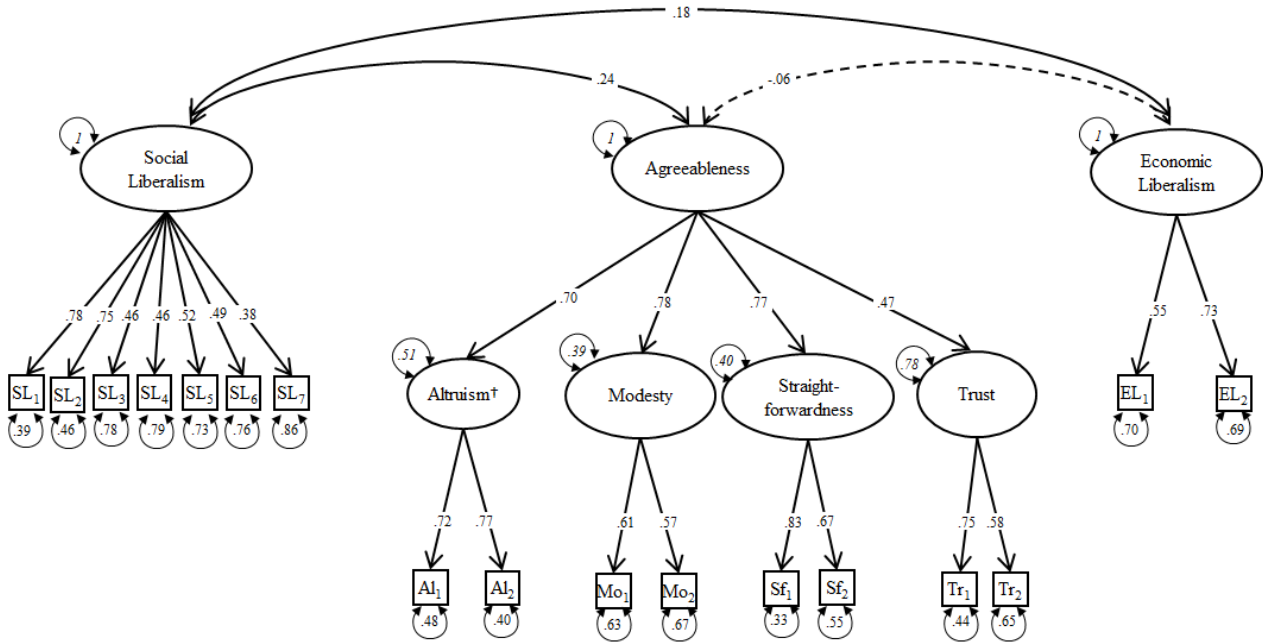 .18
.24
-.06
1
1
1
Social
Liberalism
Agreeableness
Economic
Liberalism
.70
.78
.77
.47
.78
.75
.46
.46
.52
.49
.38
.55
.73
.51
.39
.40
.78
Altruism†
Modesty
Straight-
forwardness
Trust
SL₁
SL₂
SL₃
SL₄
SL₅
SL₆
SL₇
EL₁
EL₂
.39
.46
.78
.79
.73
.76
.86
.70
.69
.72
.77
.61
.57
.83
.67
.75
.58
Al₁
Al₂
Mo₁
Mo₂
Sf₁
Sf₂
Tr₁
Tr₂
.48
.40
.63
.67
.33
.55
.44
.65